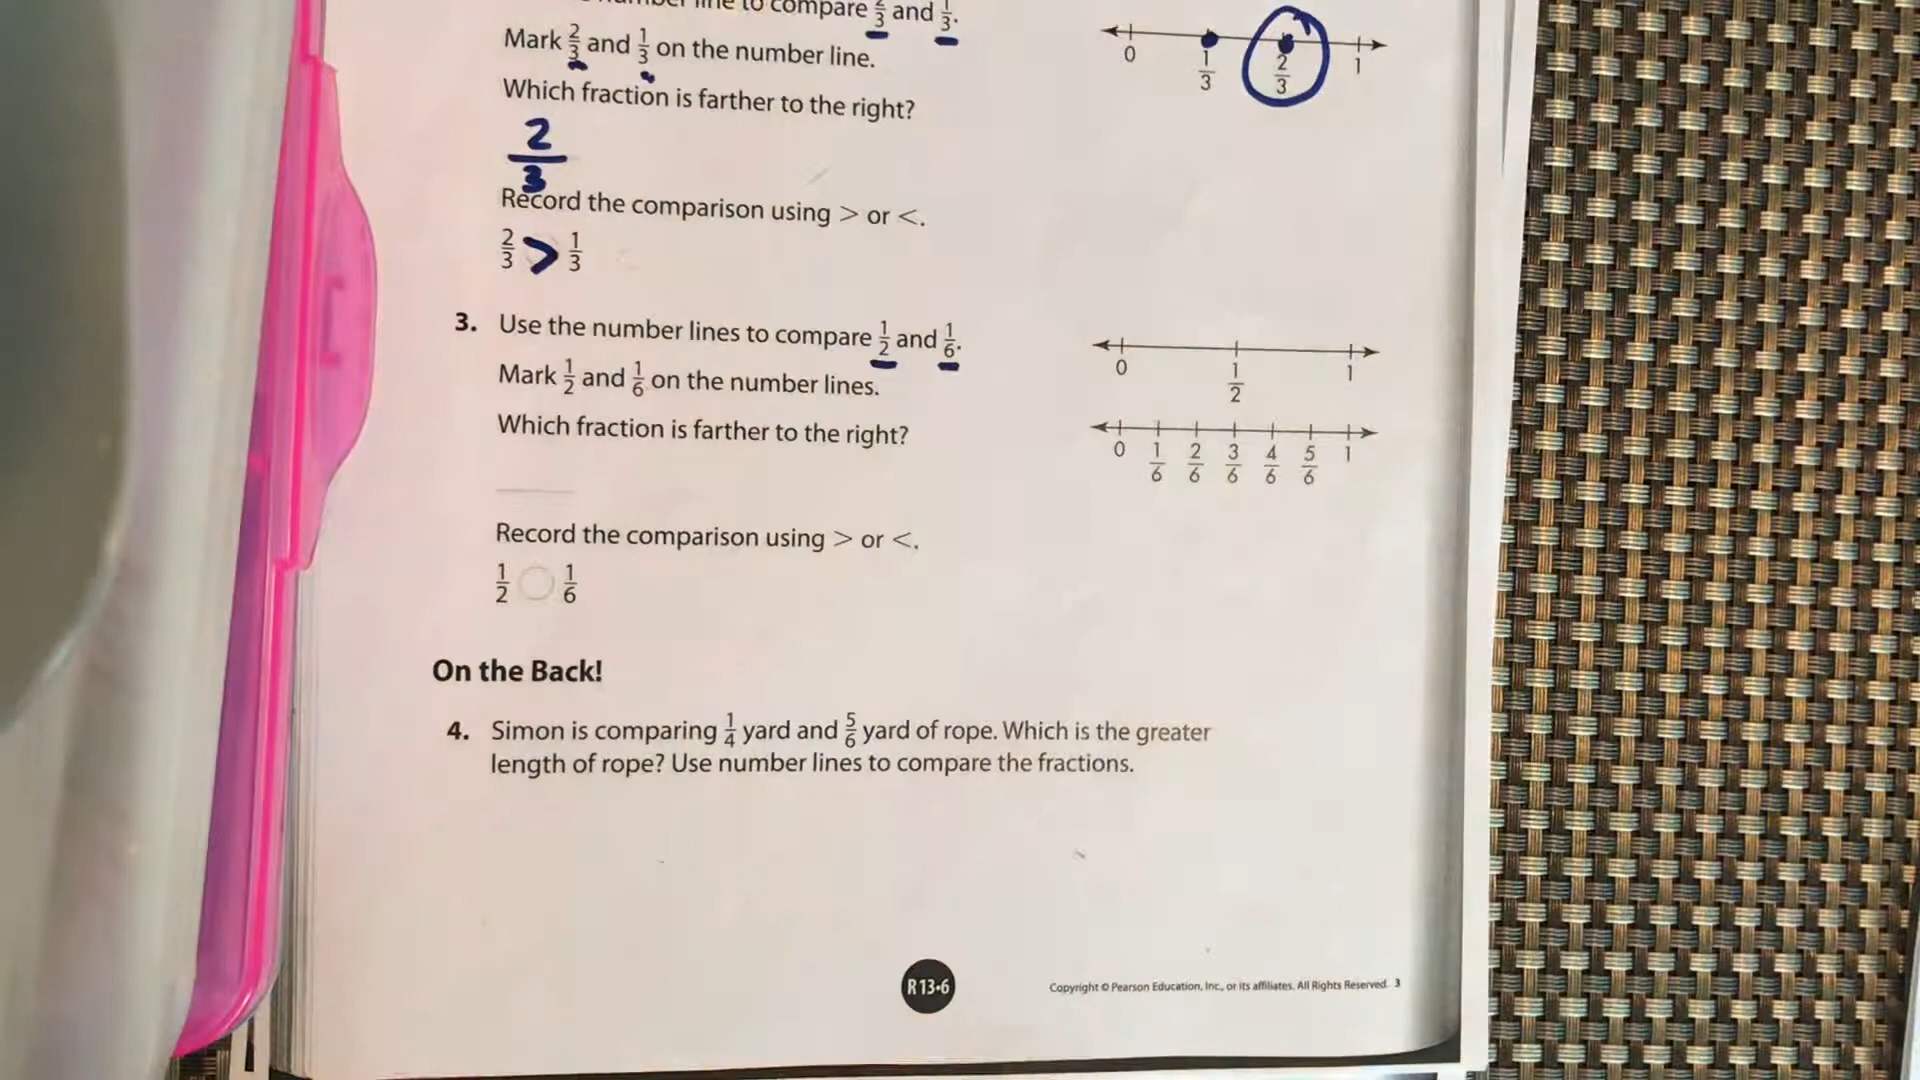 number line to compare 2/3 and 1/3.
Mark 2/3 and 1/3 on the number line.
0 1/3 2/3 1
Which fraction is farther to the right?
2/3
Record the comparison using > or <.
2/3 > 1/3
3. Use the number lines to compare 1/2 and 1/6.
Mark 1/2 and 1/6 on the number lines.
0 1/2 1
Which fraction is farther to the right?
0 1/6 2/6 3/6 4/6 5/6 1
Record the comparison using > or <.
1/2 ○ 1/6
On the Back!
4. Simon is comparing 1/4 yard and 5/6 yard of rope. Which is the greater
length of rope? Use number lines to compare the fractions.
R 13•6
Copyright © Pearson Education, Inc., or its affiliates. All Rights Reserved. 3